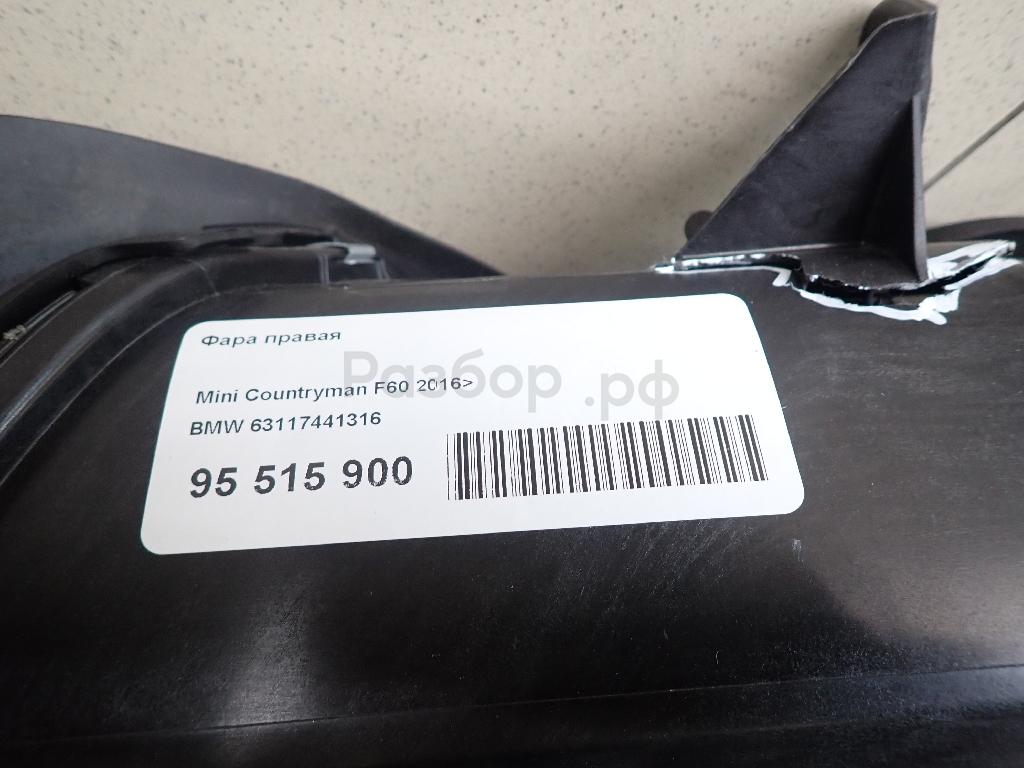 Фара правая
Разбор.рф
Mini Countryman F60 2016>
BMW 63117441316
95 515 900